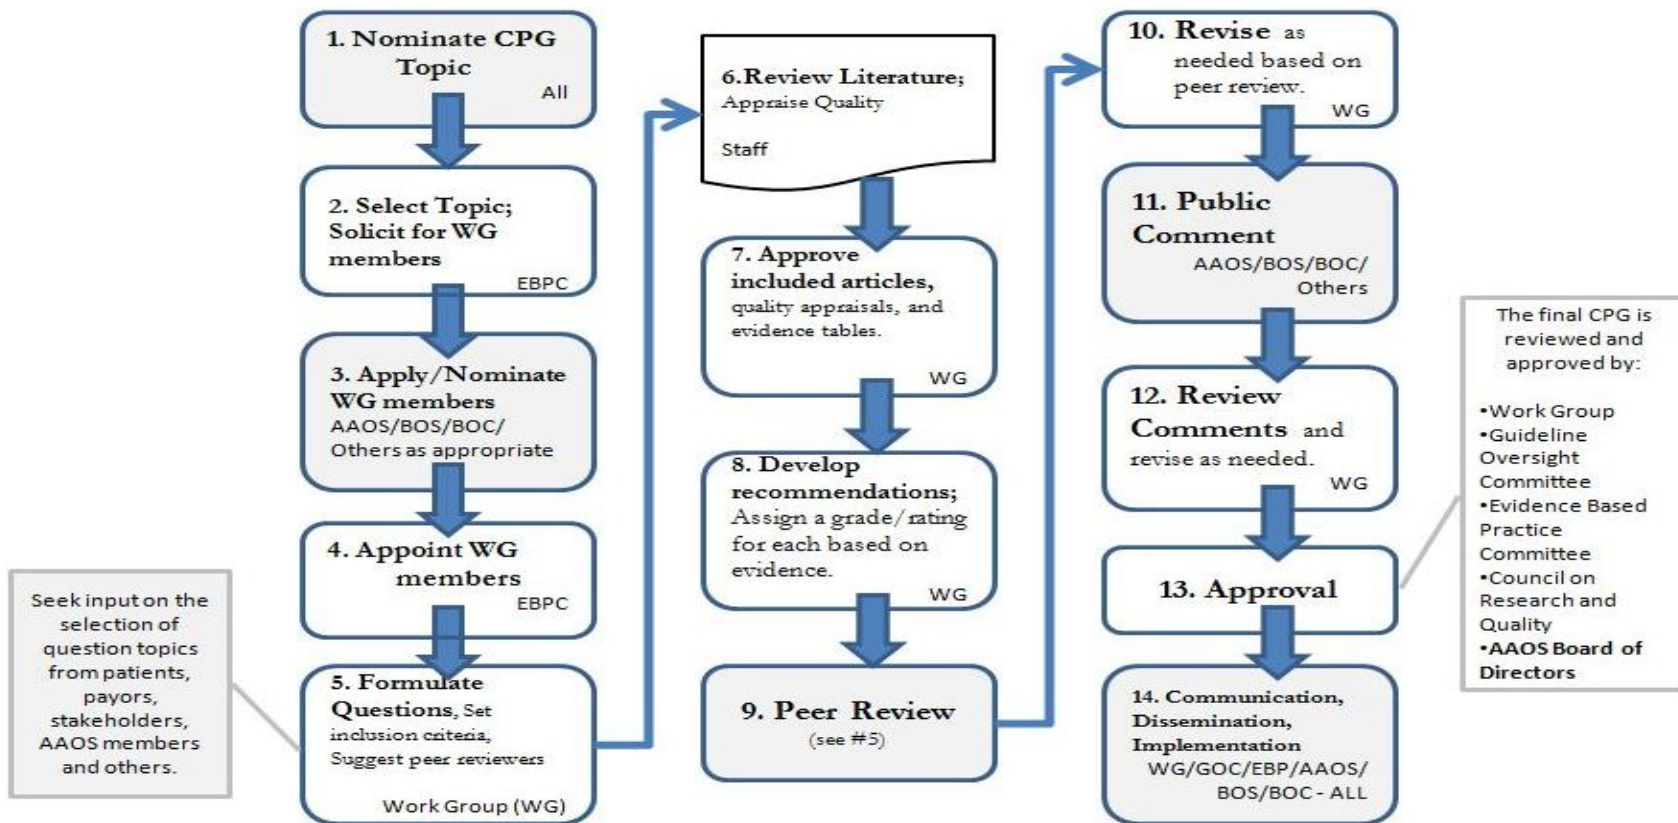 1. Nominate CPG
Topic
All
2. Select Topic;
Solicit for WG
members
EBPC
3. Apply/Nominate
WG members
AAOS/BOS/BOC/
Others as appropriate
4. Appoint WG
members
EBPC
Seek input on the
selection of
question topics
from patients,
payors,
stakeholders,
AAOS members
and others.
5. Formulate
Questions, Set
inclusion criteria,
Suggest peer reviewers
Work Group (WG)
6.Review Literature;
Appraise Quality
Staff
7. Approve
included articles,
quality appraisals, and
evidence tables.
WG
8. Develop
recommendations;
Assign a grade/rating
for each based on
evidence.
WG
9. Peer Review
(see #5)
10. Revise as
needed based on
peer review.
WG
11. Public
Comment
AAOS/BOS/BOC/
Others
12. Review
Comments and
revise as needed.
WG
13. Approval
The final CPG is
reviewed and
approved by:
•Work Group
•Guideline
Oversight
Committee
•Evidence Based
Practice
Committee
•Council on
Research and
Quality
•AAOS Board of
Directors
14. Communication,
Dissemination,
Implementation
WG/GOC/EBP/AAOS/
BOS/BOC - ALL